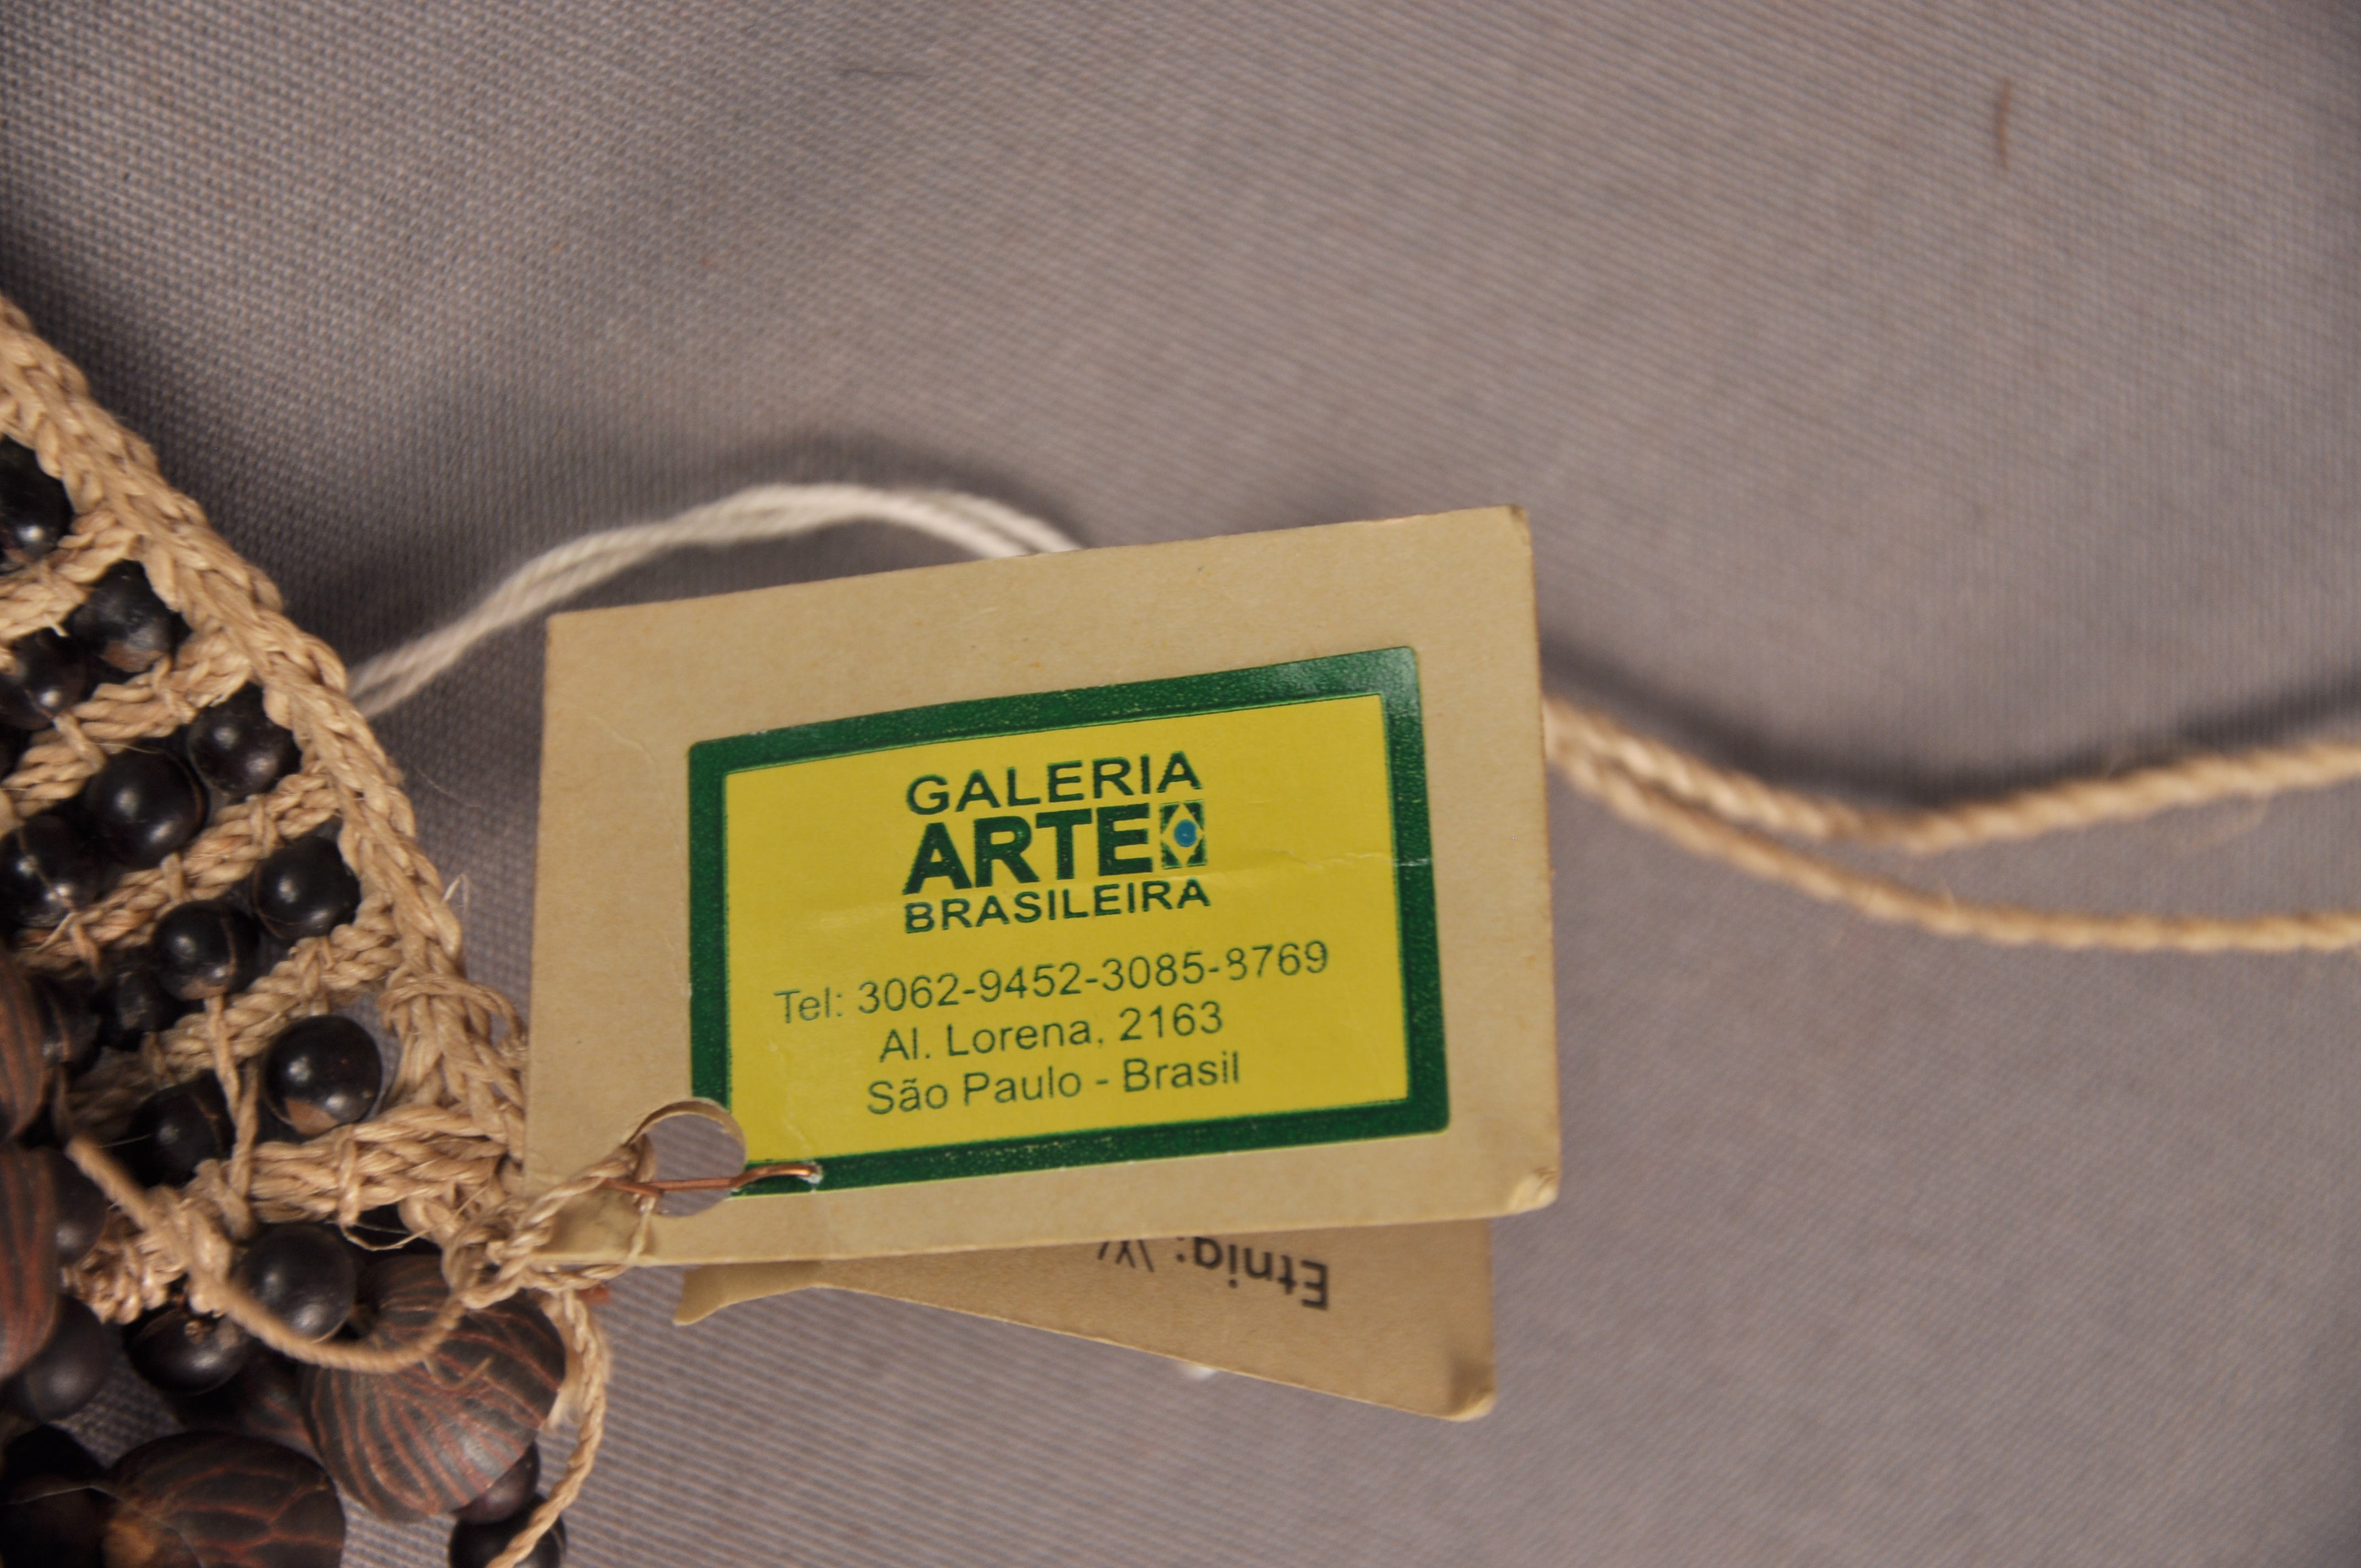 GALERIA
ARTE
BRASILEIRA
Tel: 3062-9452-3085-8769
Al. Lorena, 2163
São Paulo - Brasil
Etnia: